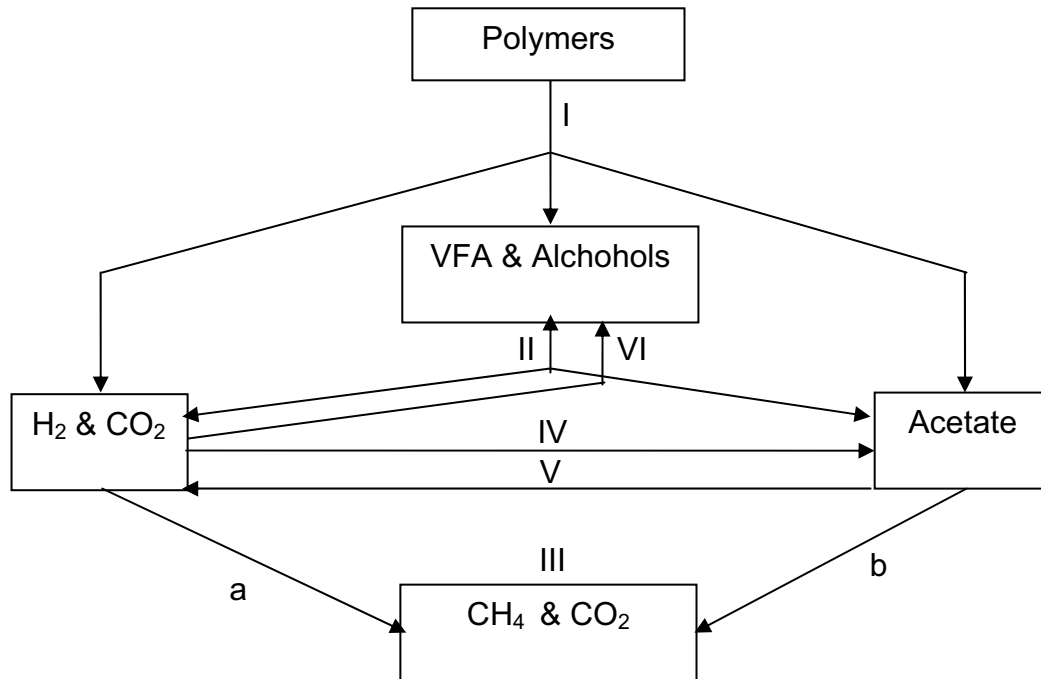 Polymers
I
VFA & Alchohols
II
VI
H₂ & CO₂
Acetate
IV
V
III
a
b
CH₄ & CO₂